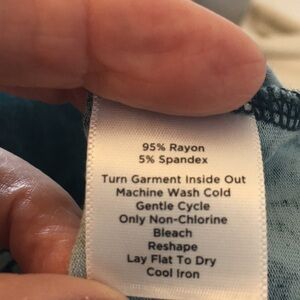 95% Rayon
5% Spandex
Turn Garment Inside Out
Machine Wash Cold
Gentle Cycle
Only Non-Chlorine
Bleach
Reshape
Lay Flat To Dry
Cool Iron